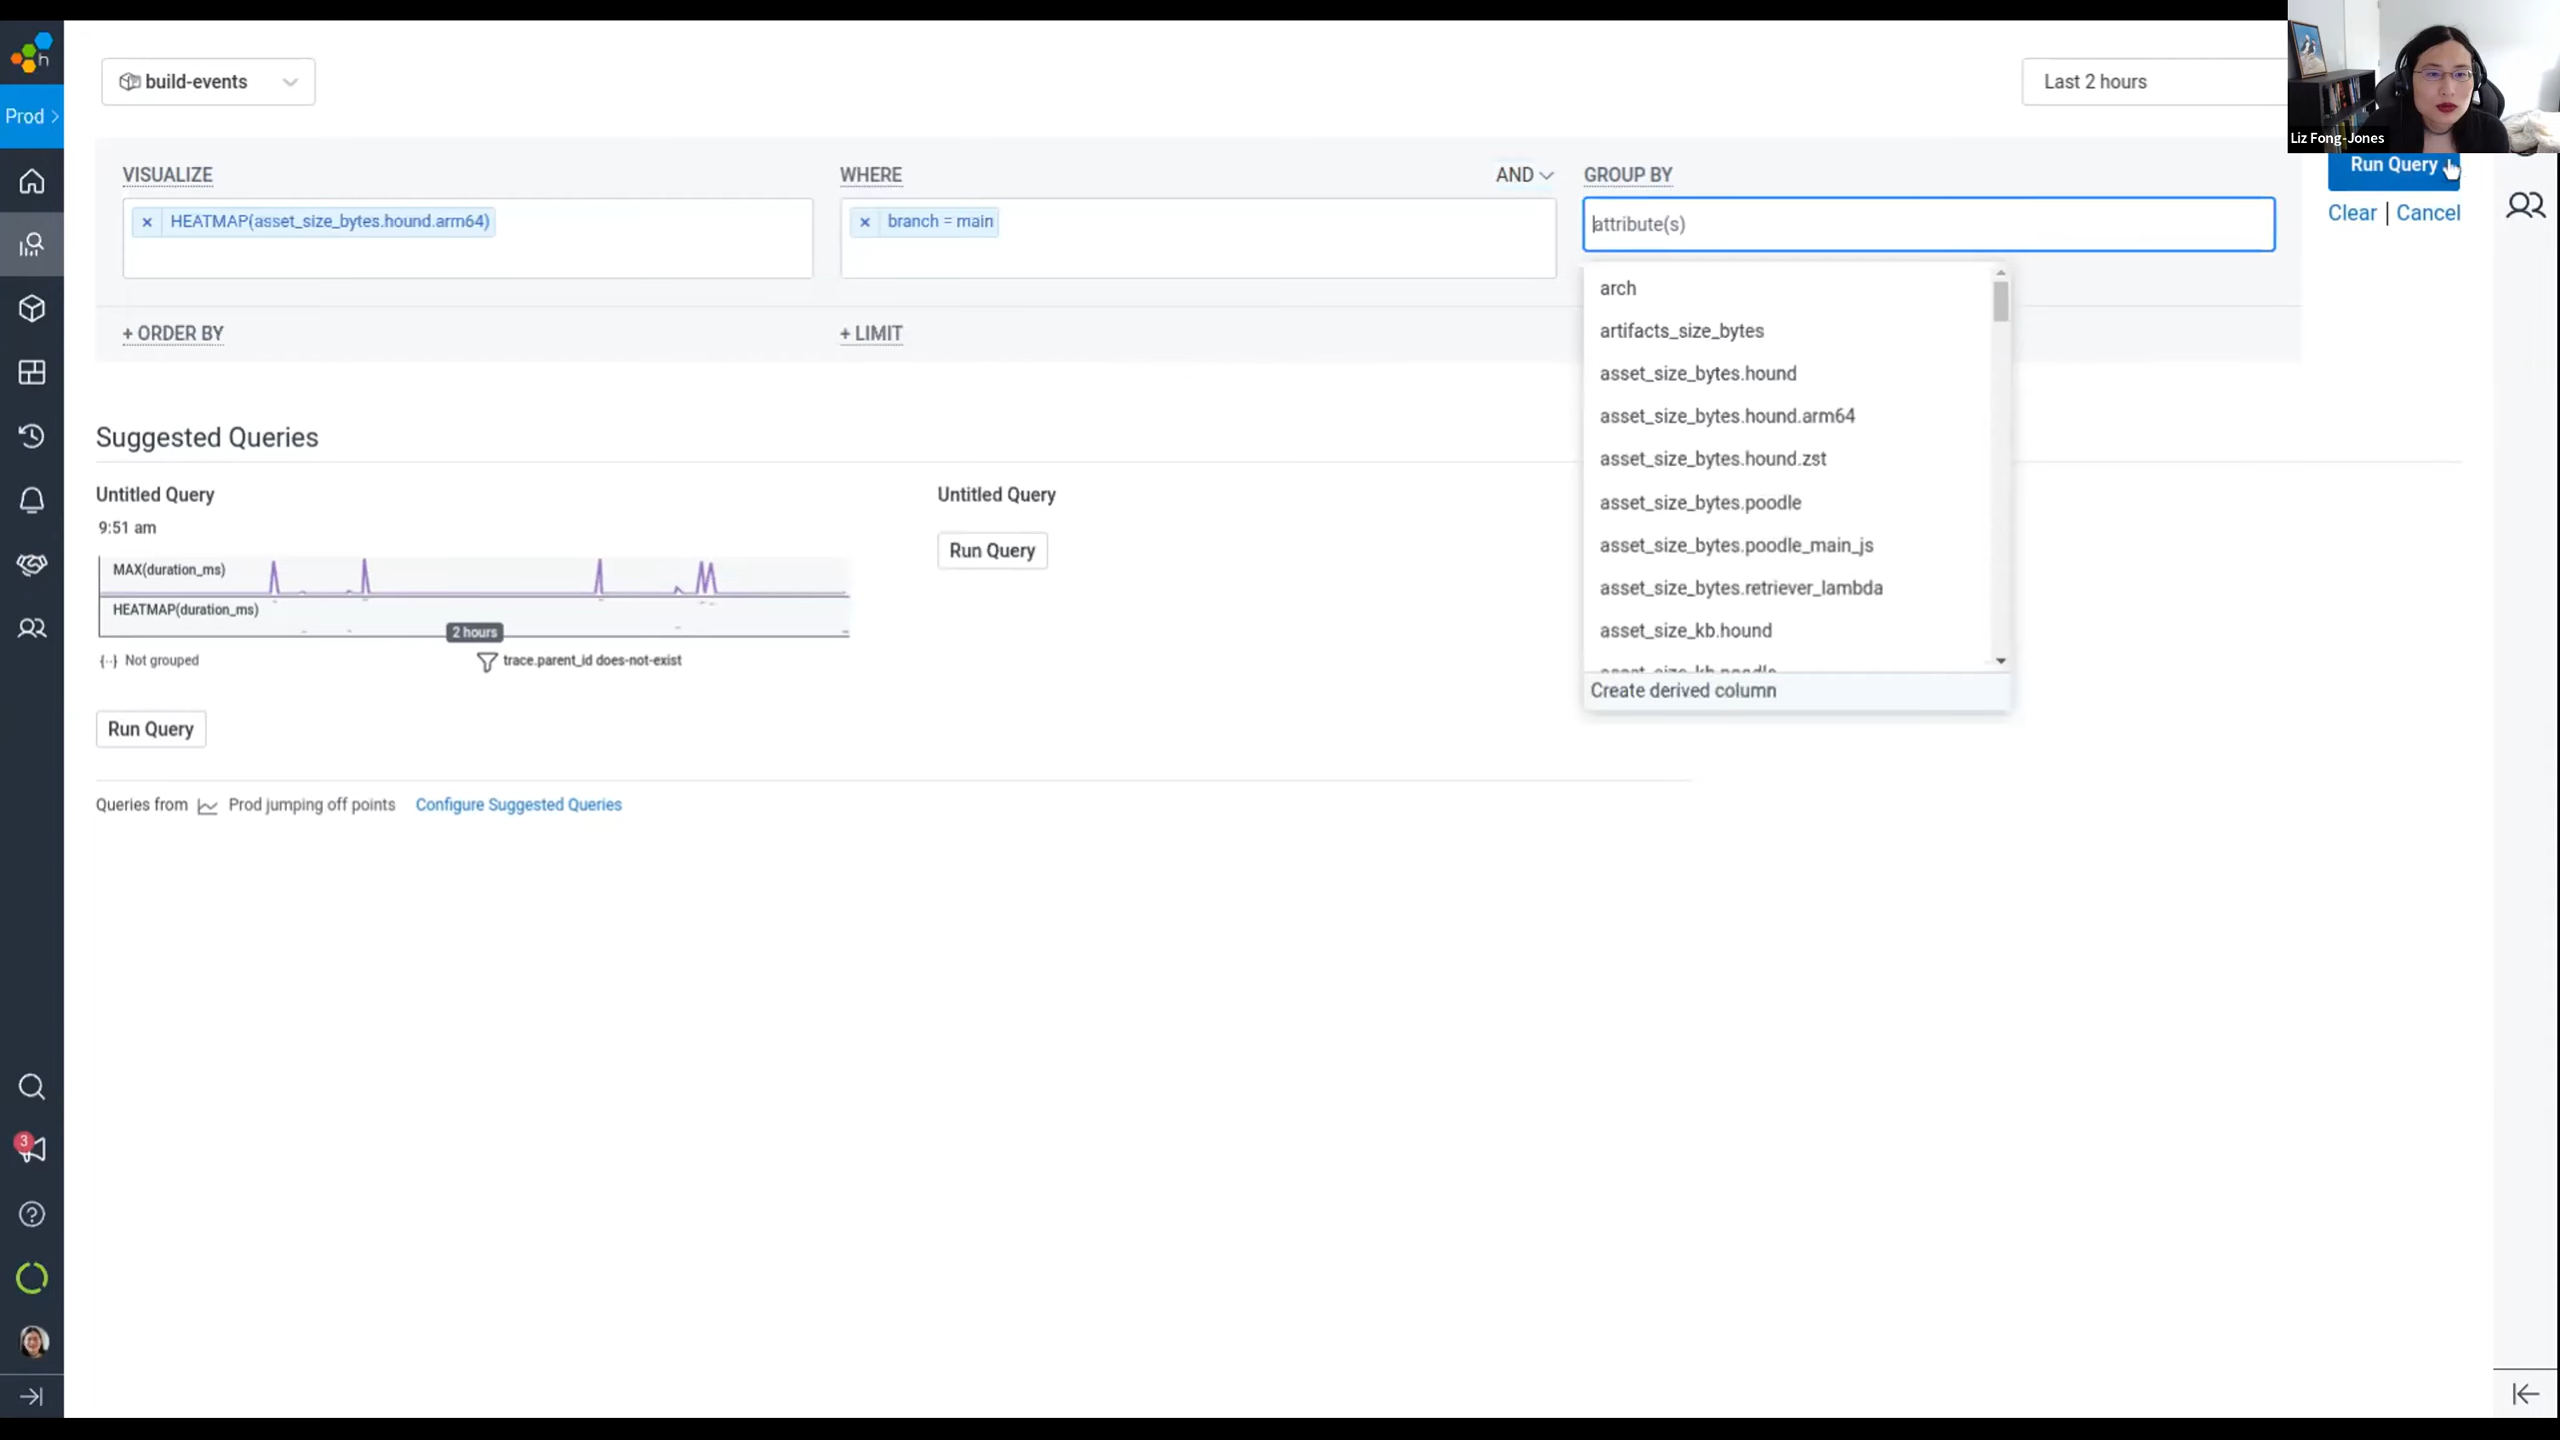 h
build-events
Last 2 hours
Liz Fong-Jones
Prod >
VISUALIZE
WHERE
AND
GROUP BY
Run Query
× HEATMAP(asset_size_bytes.hound.arm64)
× branch = main
attribute(s)
Clear | Cancel
+ ORDER BY
+ LIMIT
arch
artifacts_size_bytes
asset_size_bytes.hound
asset_size_bytes.hound.arm64
asset_size_bytes.hound.zst
asset_size_bytes.poodle
asset_size_bytes.poodle_main_js
asset_size_bytes.retriever_lambda
asset_size_kb.hound
asset_size_kb.poodle
Create derived column
Suggested Queries
Untitled Query
9:51 am
MAX(duration_ms)
HEATMAP(duration_ms)
2 hours
{··} Not grouped
trace.parent_id does-not-exist
Run Query
Untitled Query
Run Query
Queries from Prod jumping off points Configure Suggested Queries
3